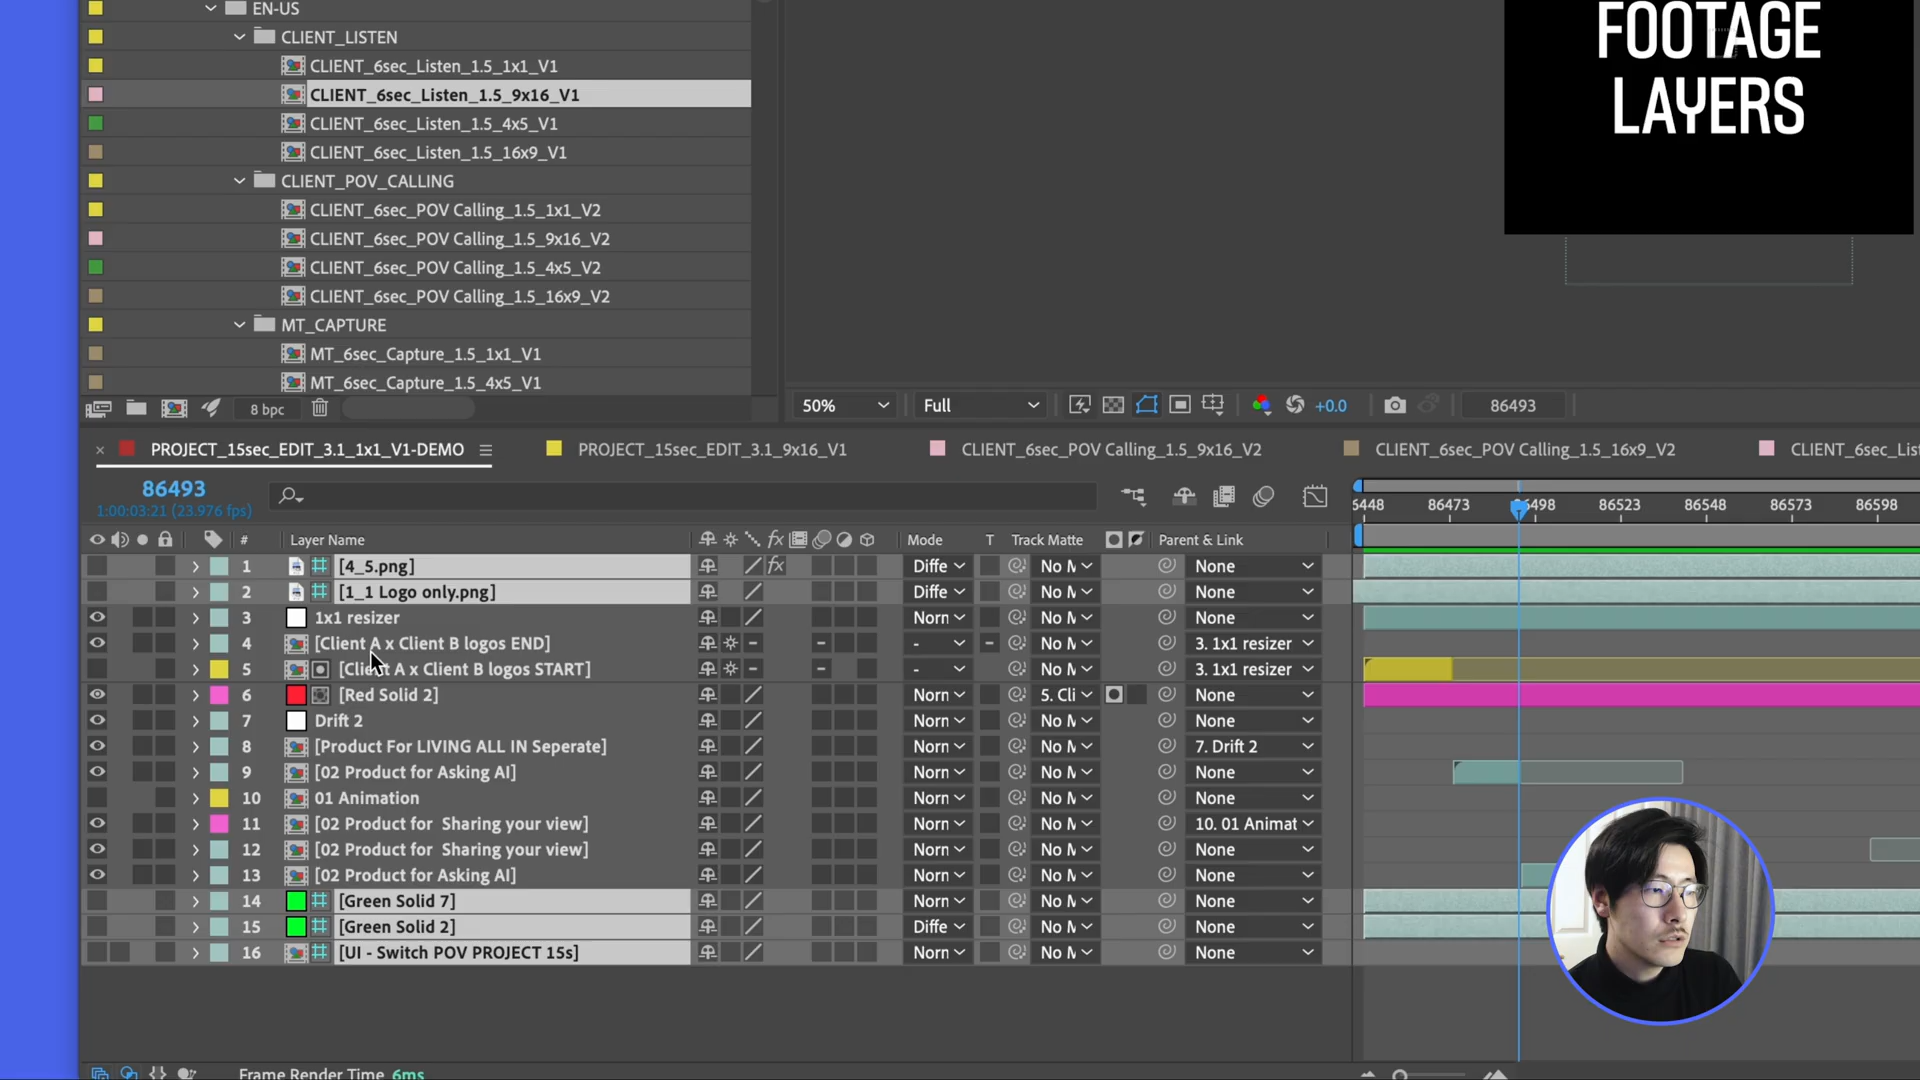 EN-US
CLIENT_LISTEN
CLIENT_6sec_Listen_1.5_1x1_V1
CLIENT_6sec_Listen_1.5_9x16_V1
CLIENT_6sec_Listen_1.5_4x5_V1
CLIENT_6sec_Listen_1.5_16x9_V1
CLIENT_POV_CALLING
CLIENT_6sec_POV Calling_1.5_1x1_V2
CLIENT_6sec_POV Calling_1.5_9x16_V2
CLIENT_6sec_POV Calling_1.5_4x5_V2
CLIENT_6sec_POV Calling_1.5_16x9_V2
MT_CAPTURE
MT_6sec_Capture_1.5_1x1_V1
MT_6sec_Capture_1.5_4x5_V1
8 bpc
FOOTAGE
LAYERS
50% Full +0.0 86493
PROJECT_15sec_EDIT_3.1_1x1_V1-DEMO PROJECT_15sec_EDIT_3.1_9x16_V1 CLIENT_6sec_POV Calling_1.5_9x16_V2 CLIENT_6sec_POV Calling_1.5_16x9_V2 CLIENT_6sec_List
86493
1:00:03:21 (23.976 fps)
6448 86473 86498 86523 86548 86573 86598
# Layer Name fx Mode T Track Matte Parent & Link
1 [4_5.png] fx Diffe No M None
2 [1_1 Logo only.png] Diffe No M None
3 1x1 resizer Norn No M None
4 [Client A x Client B logos END] - No M 3. 1x1 resizer
5 [Client A x Client B logos START] - No M 3. 1x1 resizer
6 [Red Solid 2] Norn 5. Cli None
7 Drift 2 Norn No M None
8 [Product For LIVING ALL IN Seperate] Norn No M 7. Drift 2
9 [02 Product for Asking AI] Norn No M None
10 01 Animation Norn No M None
11 [02 Product for  Sharing your view] Norn No M 10. 01 Animat
12 [02 Product for  Sharing your view] Norn No M None
13 [02 Product for Asking AI] Norn No M None
14 [Green Solid 7] Norn No M None
15 [Green Solid 2] Diffe No M None
16 [UI - Switch POV PROJECT 15s] Norn No M None
Frame Render Time 6ms